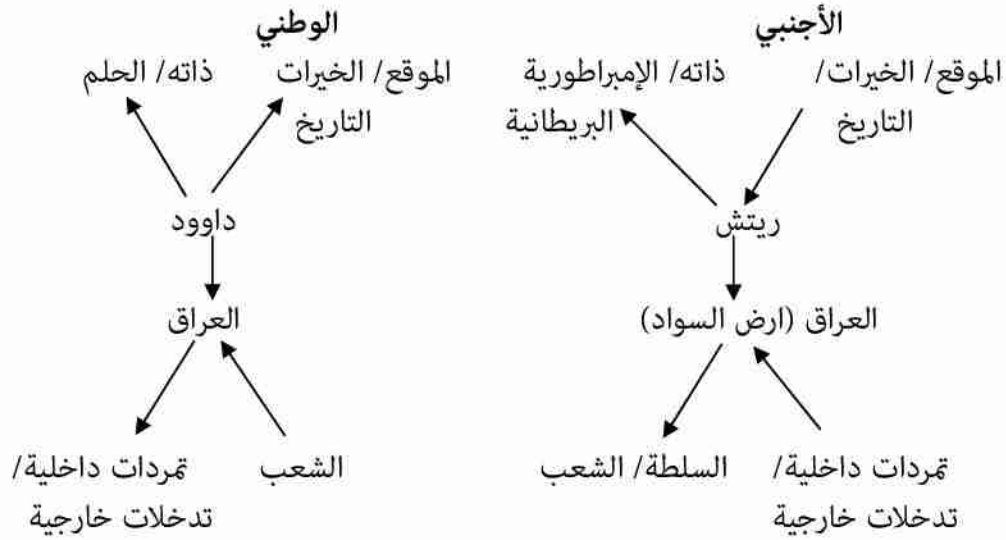 الأجنبي
الوطني
الموقع/ الخيرات/
ذاته/ الإمبراطورية
الموقع/ الخيرات
ذاته/ الحلم
التاريخ
البريطانية
التاريخ
ريتش
داوود
العراق (ارض السواد)
العراق
تمردات داخلية/
السلطة/ الشعب
الشعب
تمردات داخلية/
تدخلات خارجية
تدخلات خارجية